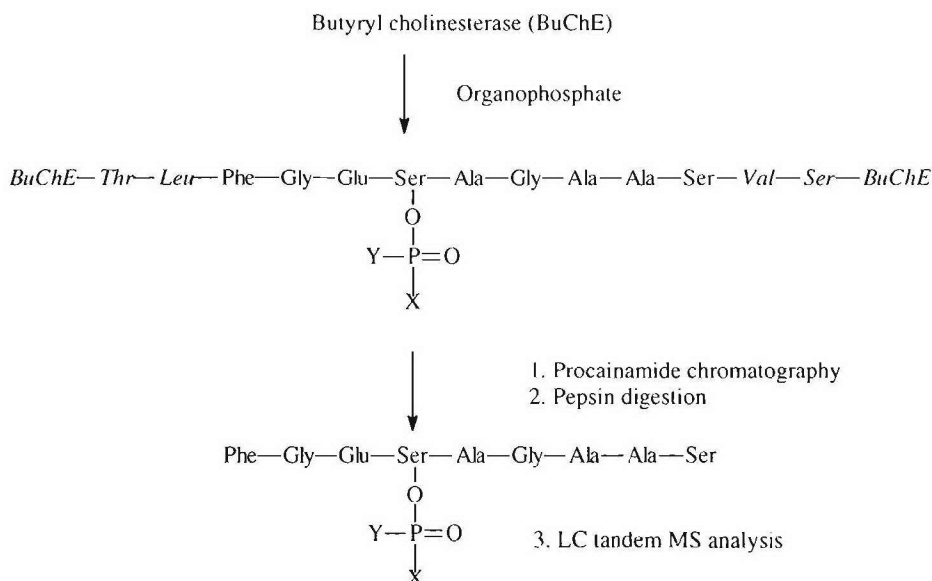 Butyryl cholinesterase (BuChE)
Organophosphate
BuChE—Thr—Leu—Phe—Gly—Glu—Ser—Ala—Gly—Ala—Ala—Ser—Val—Ser—BuChE
O
Y—P=O
X
1. Procainamide chromatography
2. Pepsin digestion
Phe—Gly—Glu—Ser—Ala—Gly—Ala—Ala—Ser
O
Y—P=O
3. LC tandem MS analysis
X